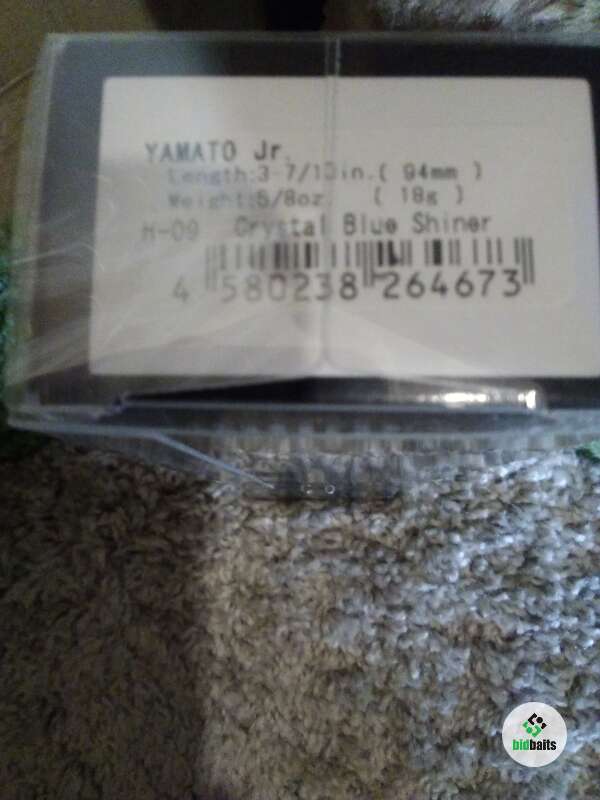 YAMATO Jr.
Length:3-7/10in.( 94mm )
Weight:5/8oz. ( 18g )
H-09 Crystal Blue Shiner
4 580238 264673
bidbaits